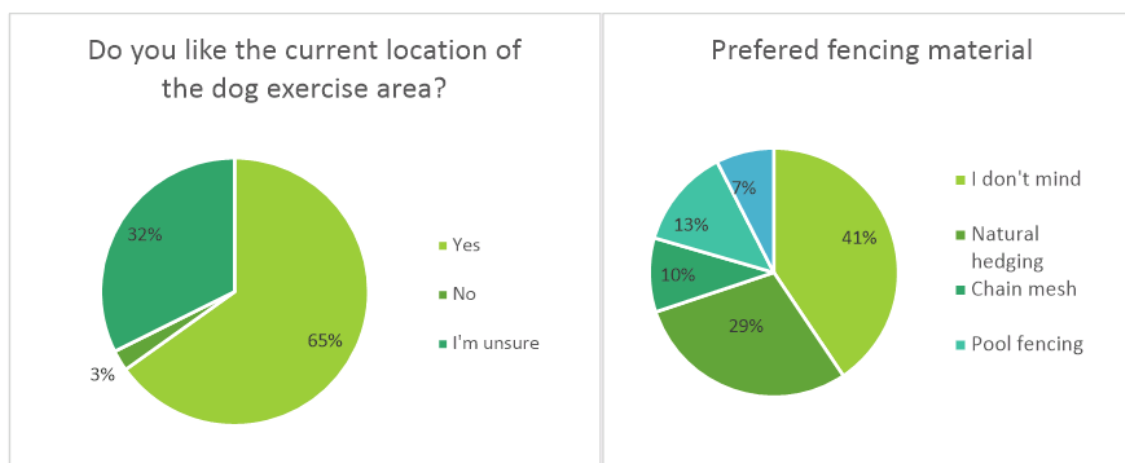 Do you like the current location of
the dog exercise area?
32%
65%
3%
Yes
No
I'm unsure
Prefered fencing material
7%
13%
41%
10%
29%
I don't mind
Natural
hedging
Chain mesh
Pool fencing